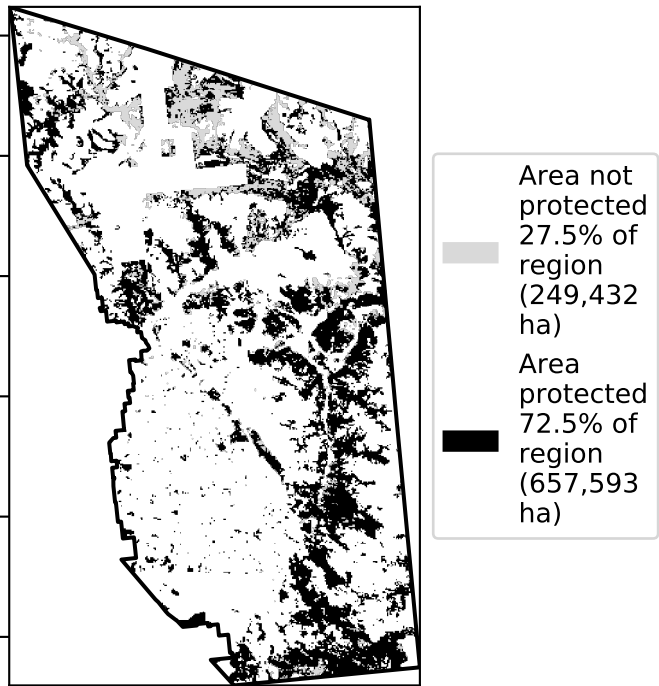 Area not
protected
27.5% of
region
(249,432
ha)
Area
protected
72.5% of
region
(657,593
ha)